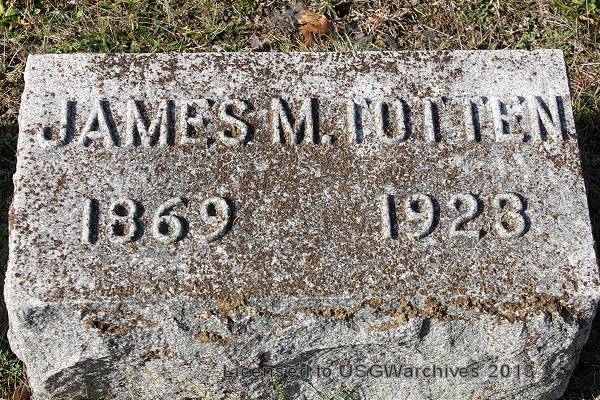 JAMES M. TOTTEN
1869 1923
Licensed to USGWarchives 2013